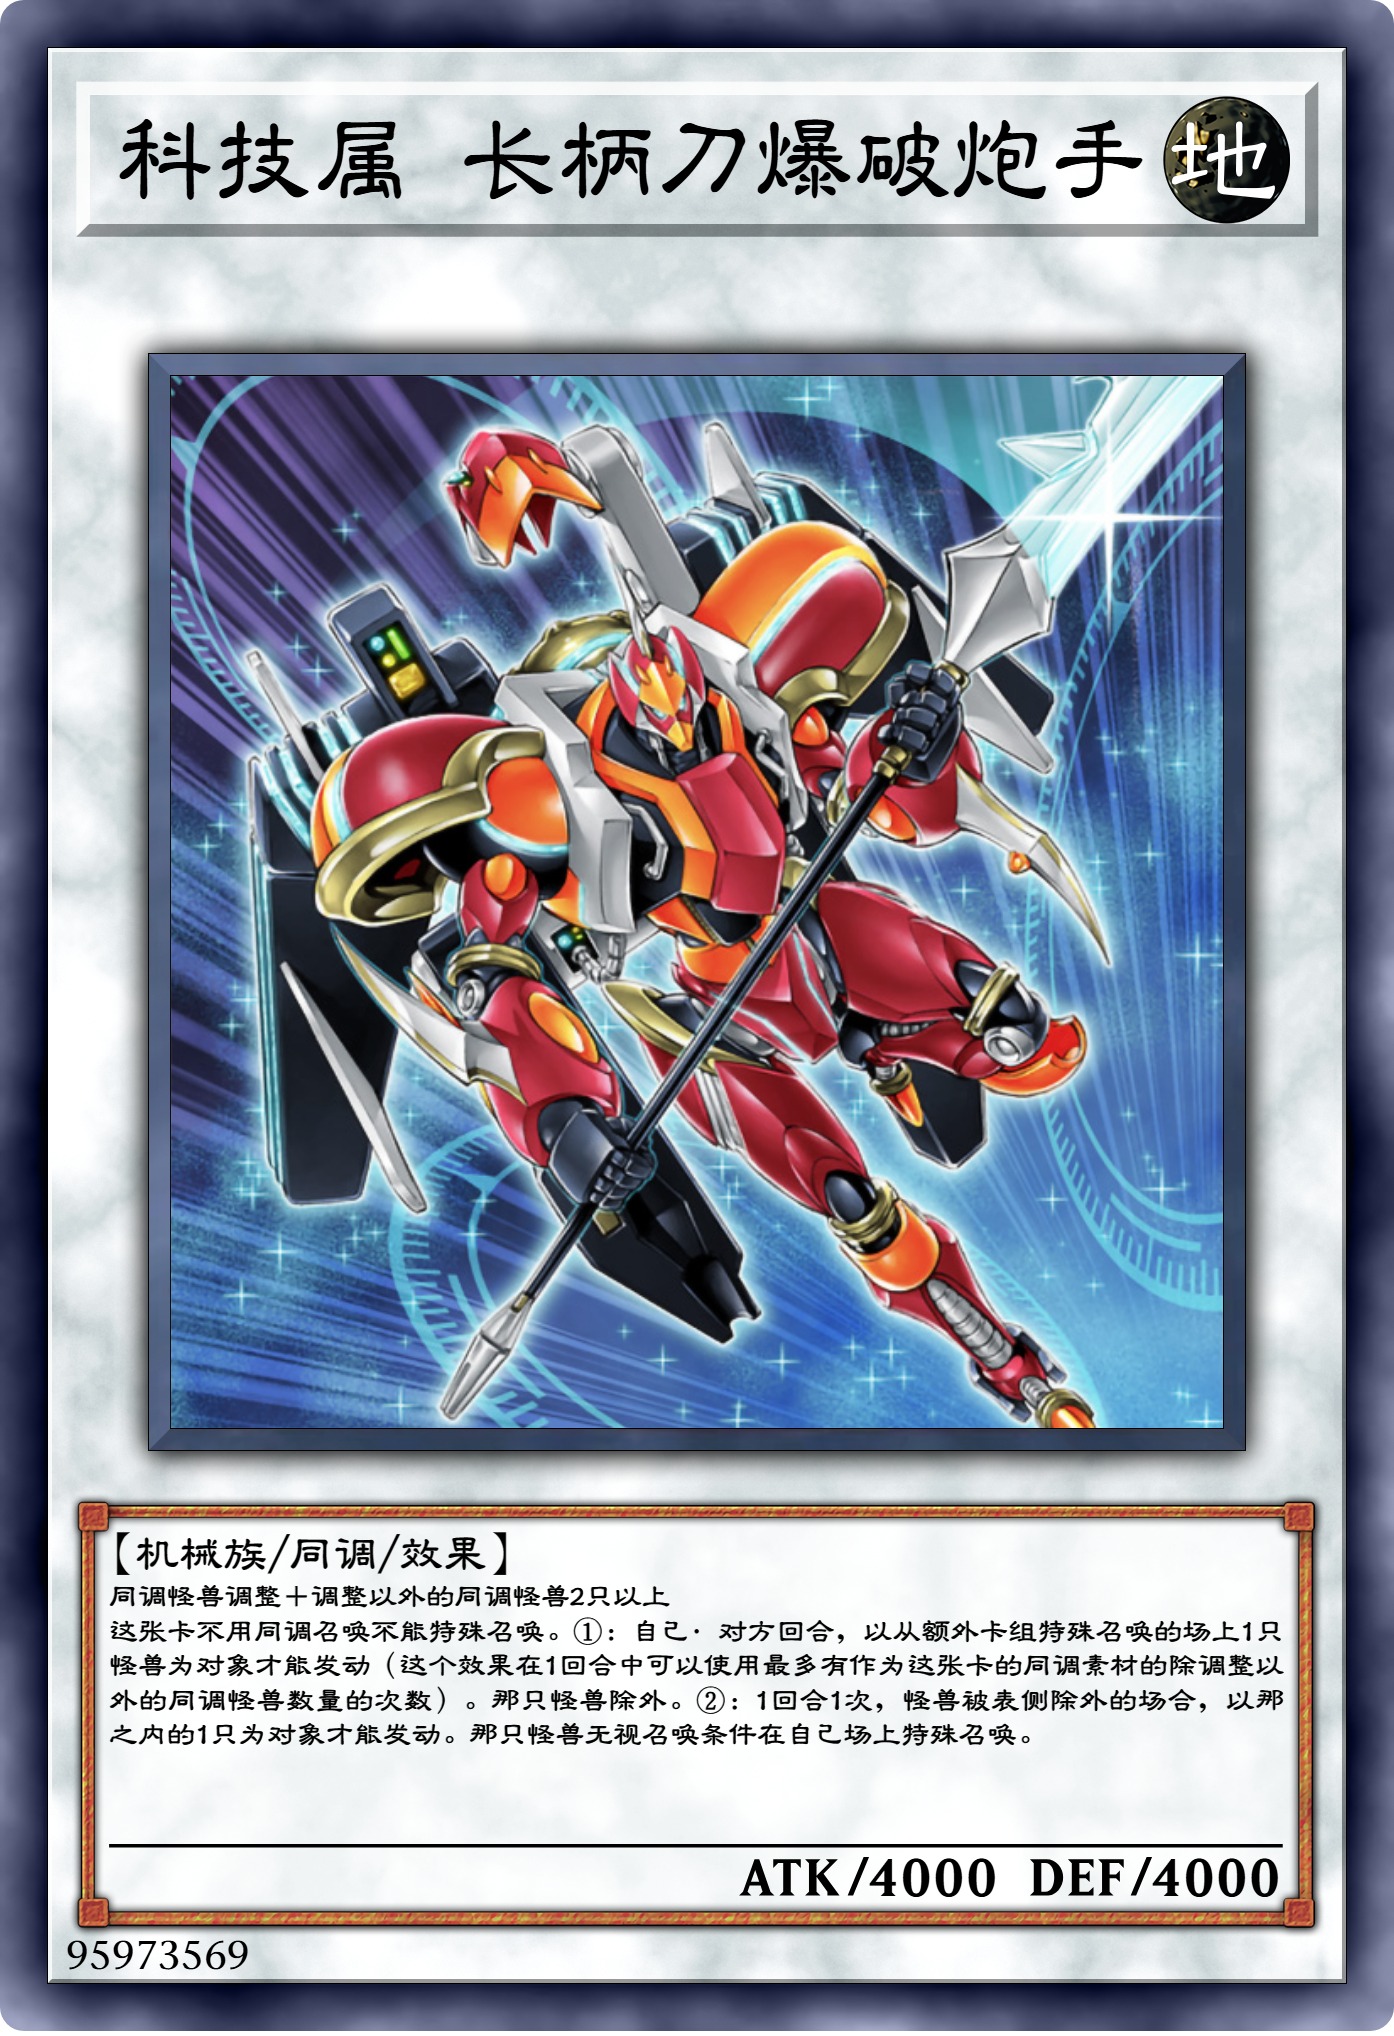 科技属 长柄刀爆破炮手 地
【机械族/同调/效果】
同调怪兽调整＋调整以外的同调怪兽2只以上
这张卡不用同调召唤不能特殊召唤。①：自己·对方回合，以从额外卡组特殊召唤的场上1只
怪兽为对象才能发动（这个效果在1回合中可以使用最多有作为这张卡的同调素材的除调整以
外的同调怪兽数量的次数）。那只怪兽除外。②：1回合1次，怪兽被表侧除外的场合，以那
之内的1只为对象才能发动。那只怪兽无视召唤条件在自己场上特殊召唤。
ATK/4000 DEF/4000
95973569